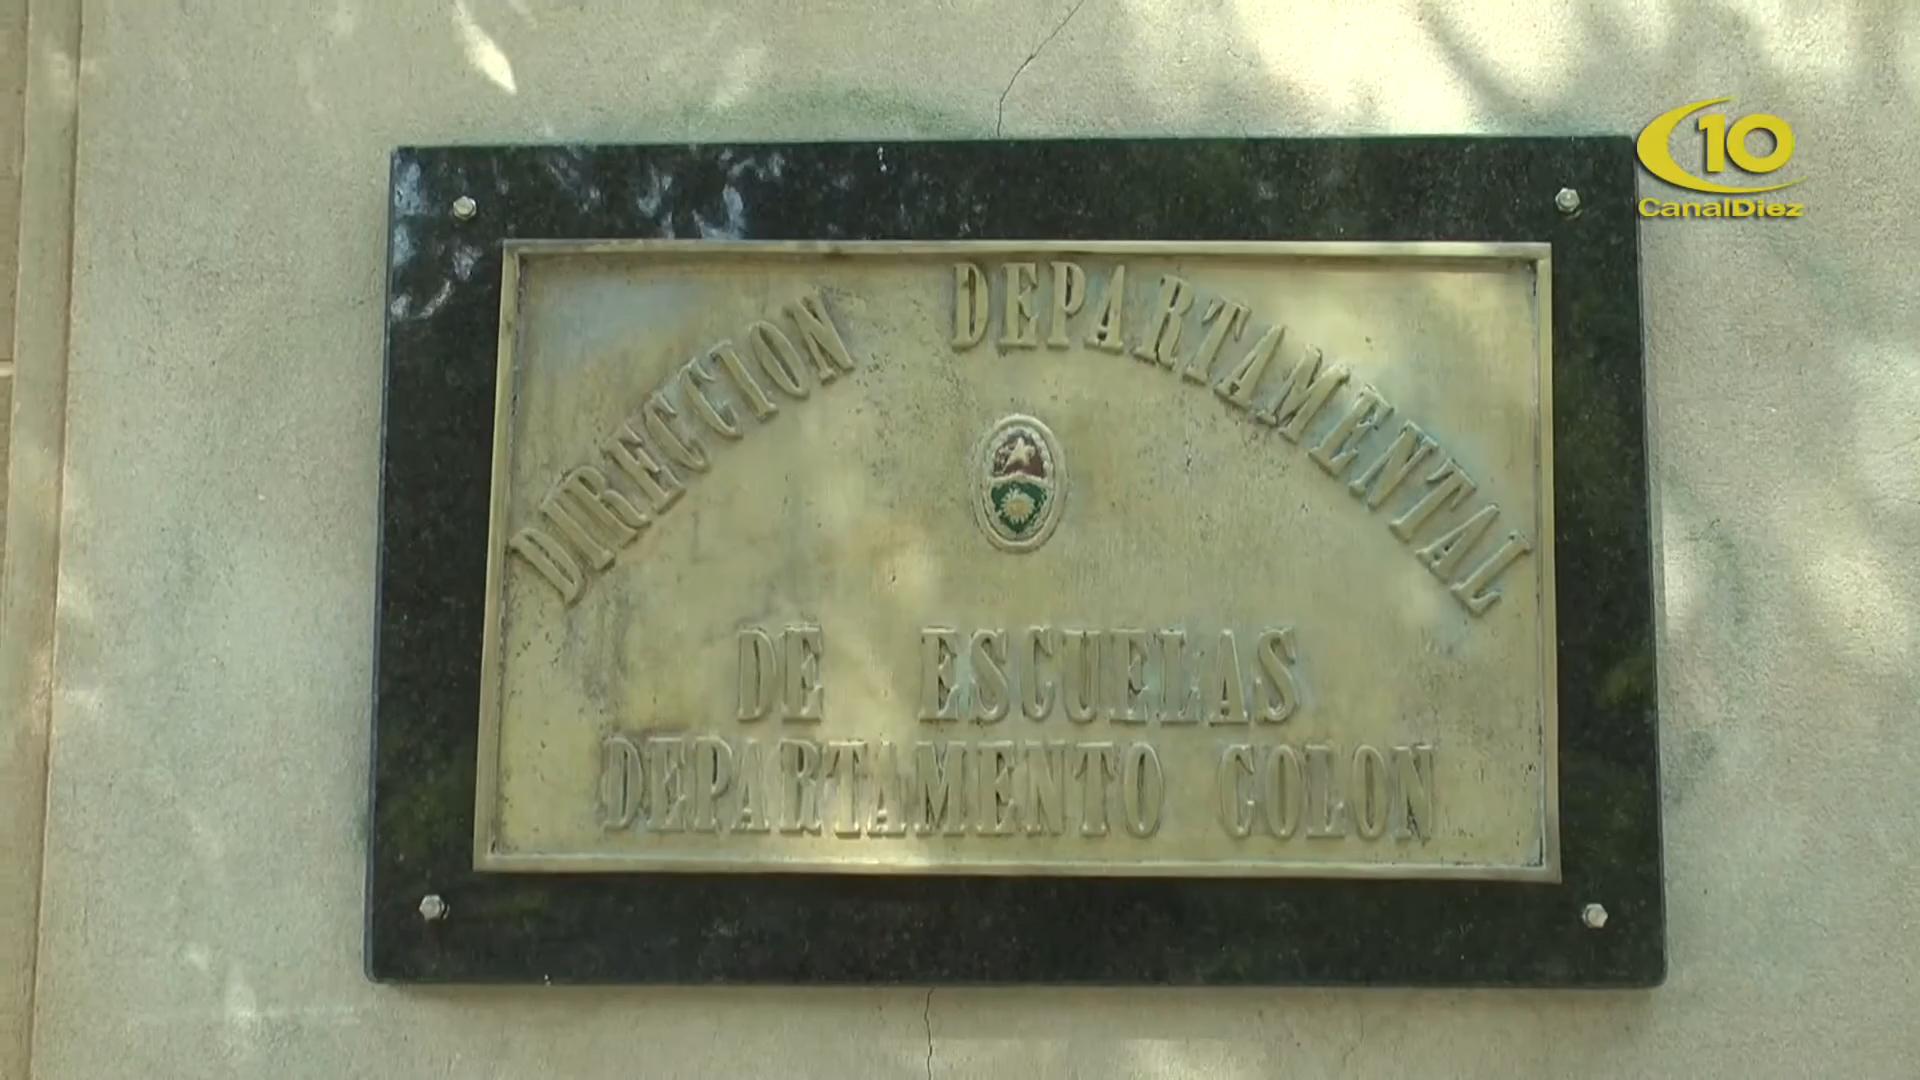 10
CanalDiez
DIRECCION DEPARTAMENTAL
DE ESCUELAS
DEPARTAMENTO COLON